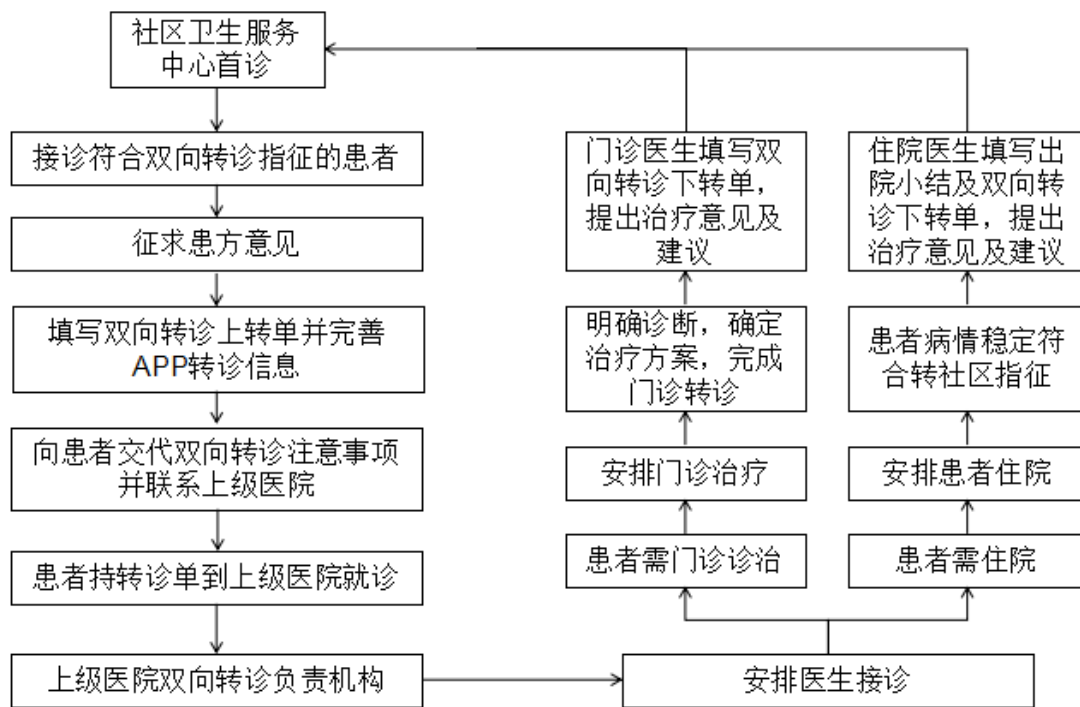 社区卫生服务
中心首诊
接诊符合双向转诊指征的患者
征求患方意见
填写双向转诊上转单并完善
APP转诊信息
向患者交代双向转诊注意事项
并联系上级医院
患者持转诊单到上级医院就诊
上级医院双向转诊负责机构
安排医生接诊
患者需门诊诊治
安排门诊治疗
明确诊断，确定
治疗方案，完成
门诊转诊
门诊医生填写双
向转诊下转单，
提出治疗意见及
建议
患者需住院
安排患者住院
患者病情稳定符
合转社区指征
住院医生填写出
院小结及双向转
诊下转单，提出
治疗意见及建议